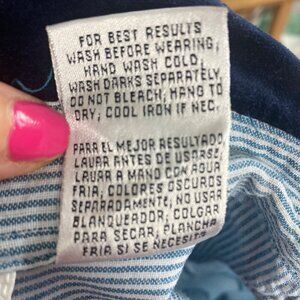 FOR BEST RESULTS
WASH BEFORE WEARING;
HAND WASH COLD,
WASH DARKS SEPARATELY,
DO NOT BLEACH; HANG TO
DRY; COOL IRON IF NEC.
PARA EL MEJOR RESULTADO,
LAVAR ANTES DE USARSE;
LAVAR A MANO CON AGUA
FRIA; COLORES OSCUROS
SEPARADAMENTE; NO USAR
BLANQUEADOR; COLGAR
PARA SECAR, PLANCHA
FRIA SI SE NECESITE